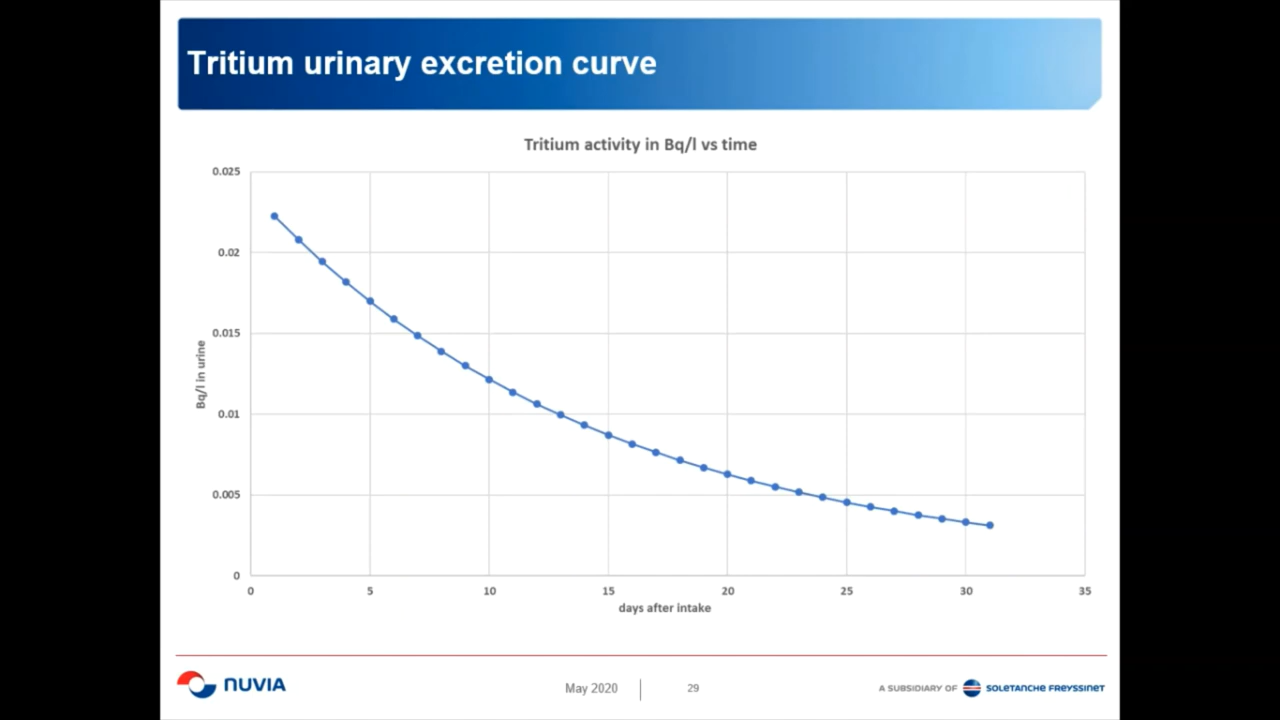 Tritium urinary excretion curve
Tritium activity in Bq/l vs time
0.025
0.02
0.015
0.01
0.005
0
Bq/l in urine
0 5 10 15 20 25 30 35
days after intake
NUVIA
May 2020
29
A SUBSIDIARY OF SOLETANCHE FREYSSINET